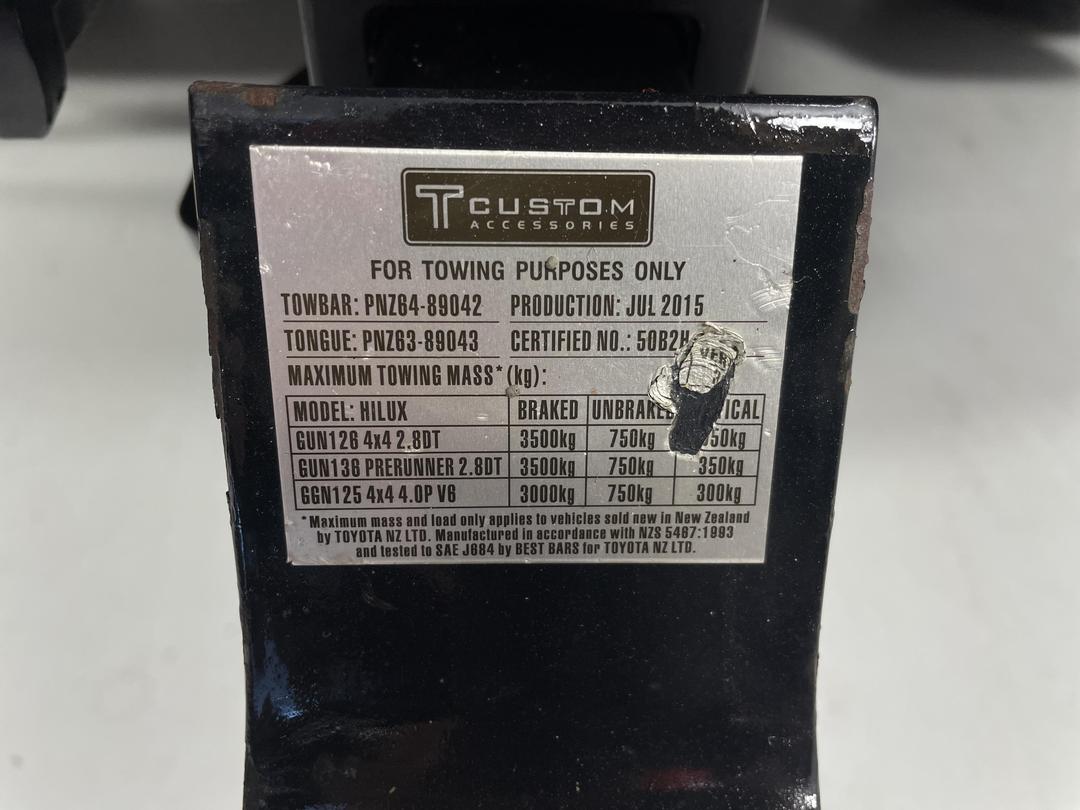 T CUSTOM
ACCESSORIES
FOR TOWING PURPOSES ONLY
TOWBAR: PNZ64-89042 PRODUCTION: JUL 2015
TONGUE: PNZ63-89043 CERTIFIED NO.: 50B2H
MAXIMUM TOWING MASS* (kg):
MODEL: HILUX BRAKED UNBRAKED
GUN126 4x4 2.8DT 3500kg 750kg 350kg
GUN136 PRERUNNER 2.8DT 3500kg 750kg 350kg
GGN125 4x4 4.0P V6 3000kg 750kg 300kg
*Maximum mass and load only applies to vehicles sold new in New Zealand
by TOYOTA NZ LTD. Manufactured in accordance with NZS 5467:1993
and tested to SAE J684 by BEST BARS for TOYOTA NZ LTD.